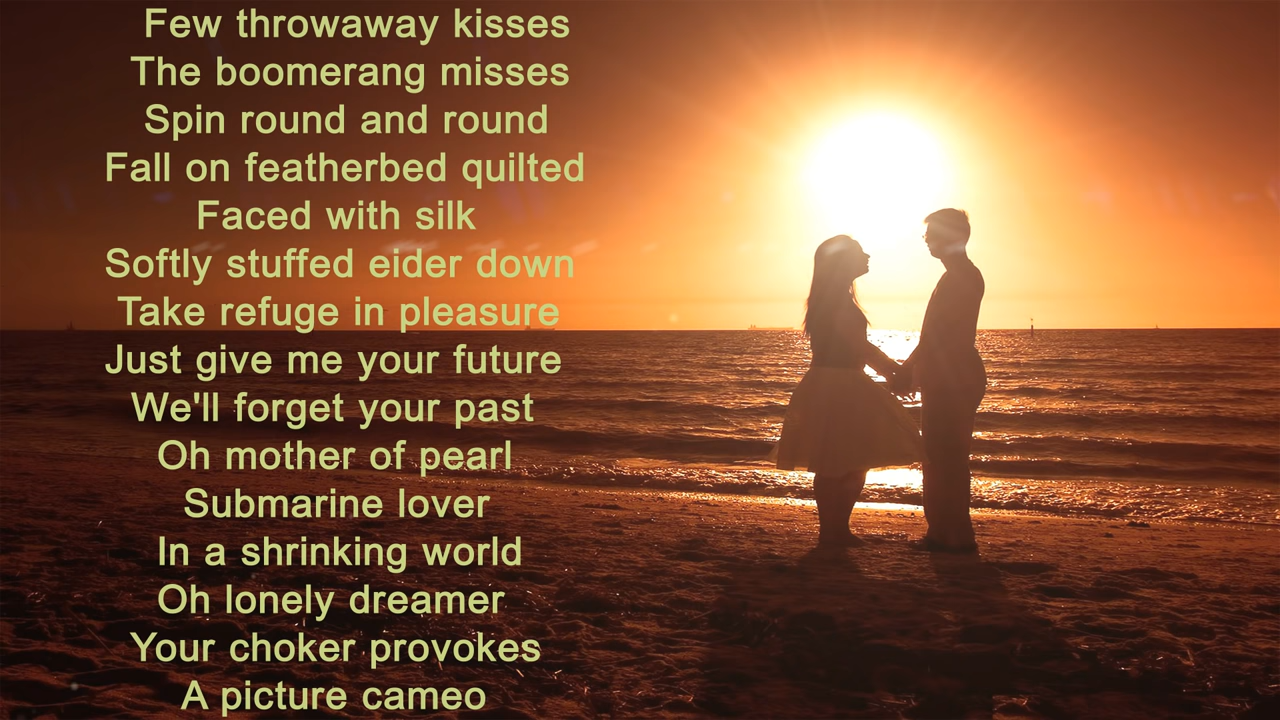 Few throwaway kisses
The boomerang misses
Spin round and round
Fall on featherbed quilted
Faced with silk
Softly stuffed eider down
Take refuge in pleasure
Just give me your future
We'll forget your past
Oh mother of pearl
Submarine lover
In a shrinking world
Oh lonely dreamer
Your choker provokes
A picture cameo